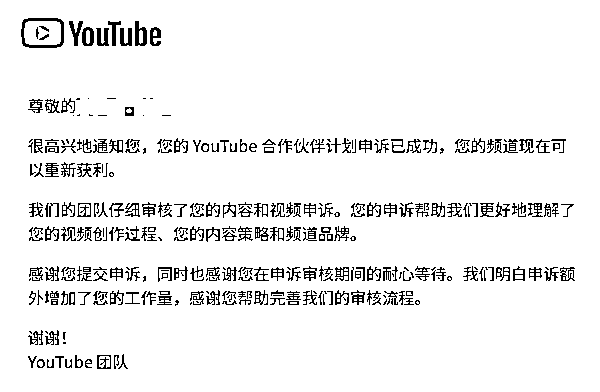 YouTube
尊敬的
很高兴地通知您，您的 YouTube 合作伙伴计划申诉已成功，您的频道现在可
以重新获利。
我们的团队仔细审核了您的内容和视频申诉。您的申诉帮助我们更好地理解了
您的视频创作过程、您的内容策略和频道品牌。
感谢您提交申诉，同时也感谢您在申诉审核期间的耐心等待。我们明白申诉额
外增加了您的工作量，感谢您帮助完善我们的审核流程。
谢谢！
YouTube 团队